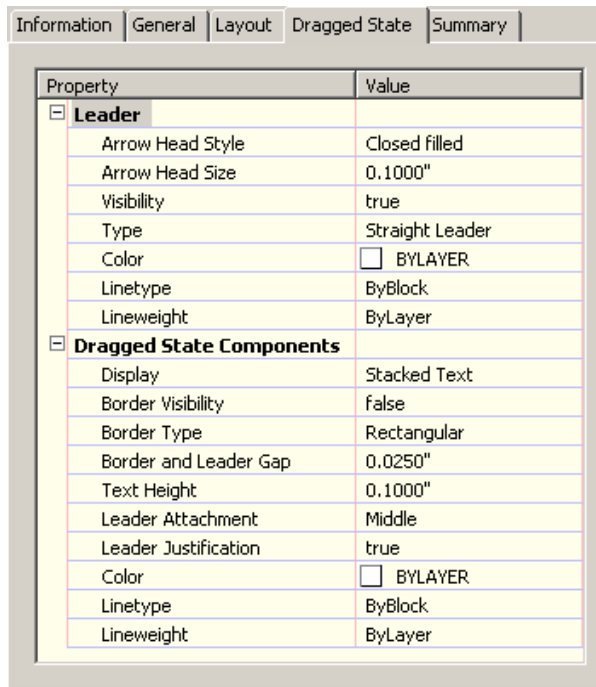 Information General Layout Dragged State Summary
Property Value
Leader
Arrow Head Style Closed filled
Arrow Head Size 0.1000"
Visibility true
Type Straight Leader
Color BYLAYER
Linetype ByBlock
Lineweight ByLayer
Dragged State Components
Display Stacked Text
Border Visibility false
Border Type Rectangular
Border and Leader Gap 0.0250"
Text Height 0.1000"
Leader Attachment Middle
Leader Justification true
Color BYLAYER
Linetype ByBlock
Lineweight ByLayer